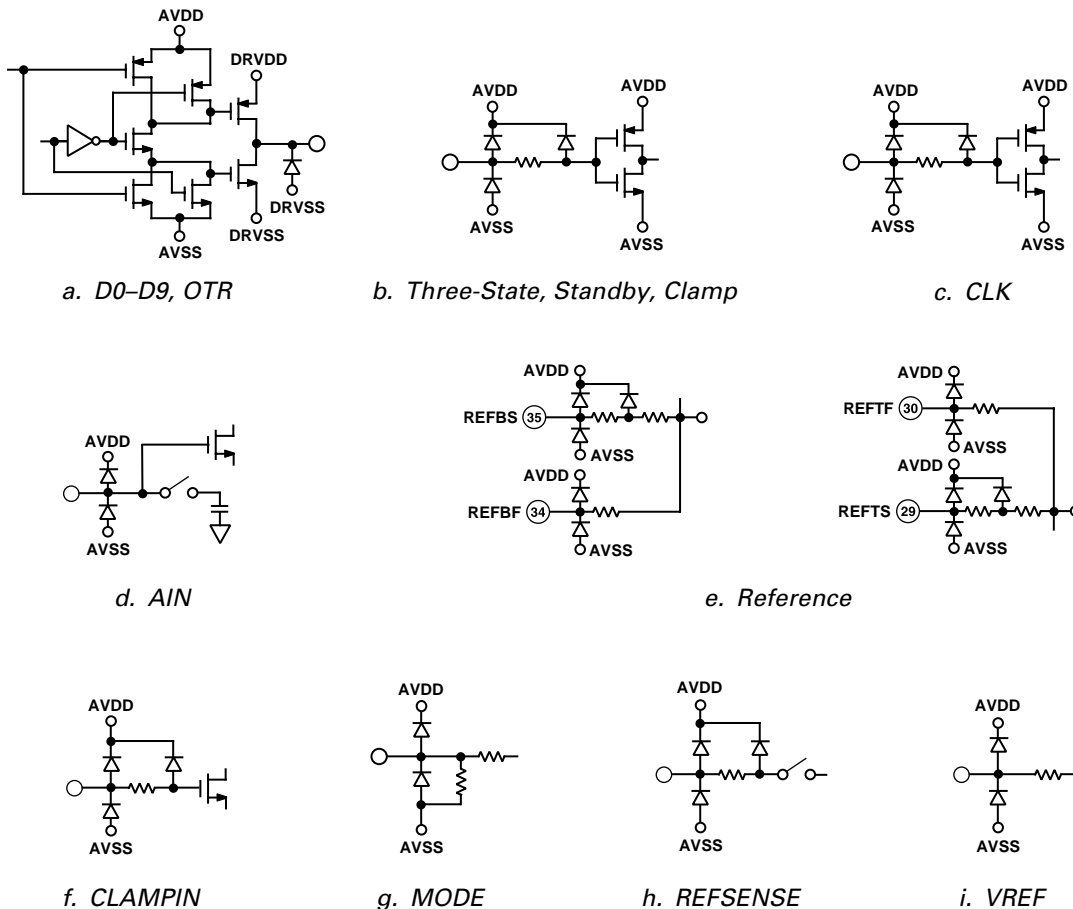 AVDD
DRVDD
DRVSS
AVSS
DRVSS
a. D0–D9, OTR
AVDD
AVDD
AVSS
AVSS
b. Three-State, Standby, Clamp
AVDD
AVDD
AVSS
AVSS
c. CLK
AVDD
AVSS
d. AIN
AVDD
REFBS 35
AVSS
AVDD
REFBF 34
AVSS
AVDD
REFTF 30
AVSS
AVDD
REFTS 29
AVSS
e. Reference
AVDD
AVSS
f. CLAMPIN
AVDD
AVSS
g. MODE
AVDD
AVSS
h. REFSENSE
AVDD
AVSS
i. VREF